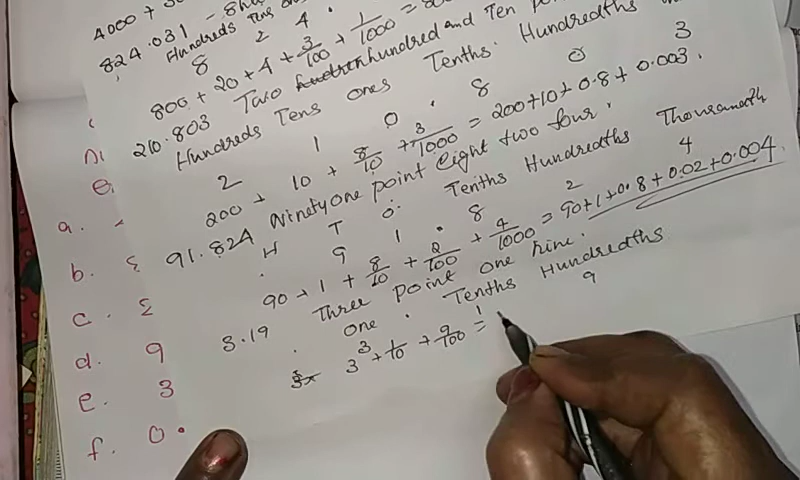 4000 +
824.031 -
Hundreds Tens
8 2 4 .
800 + 20 + 4 + 3/100 + 1/1000 =
210.803 Two hundred and Ten
Hundreds Tens ones Tenths Hundredths
2 1 0 . 8 0 3
200 + 10 + 8/10 + 3/1000 = 200+10+0.8+0.003.
91.824 Ninety one point eight two four.
H T O. Tenths Hundredths Thousandth
. 9 1 . 8 2 4
90 + 1 + 8/10 + 2/100 + 4/1000 = 90+1+0.8+0.02+0.004
3.19 Three point one nine.
. one . Tenths Hundredths
3 1 9
3 + 1/10 + 9/100 =
a.
b.
c.
d. 9
e. 3
f. 0.